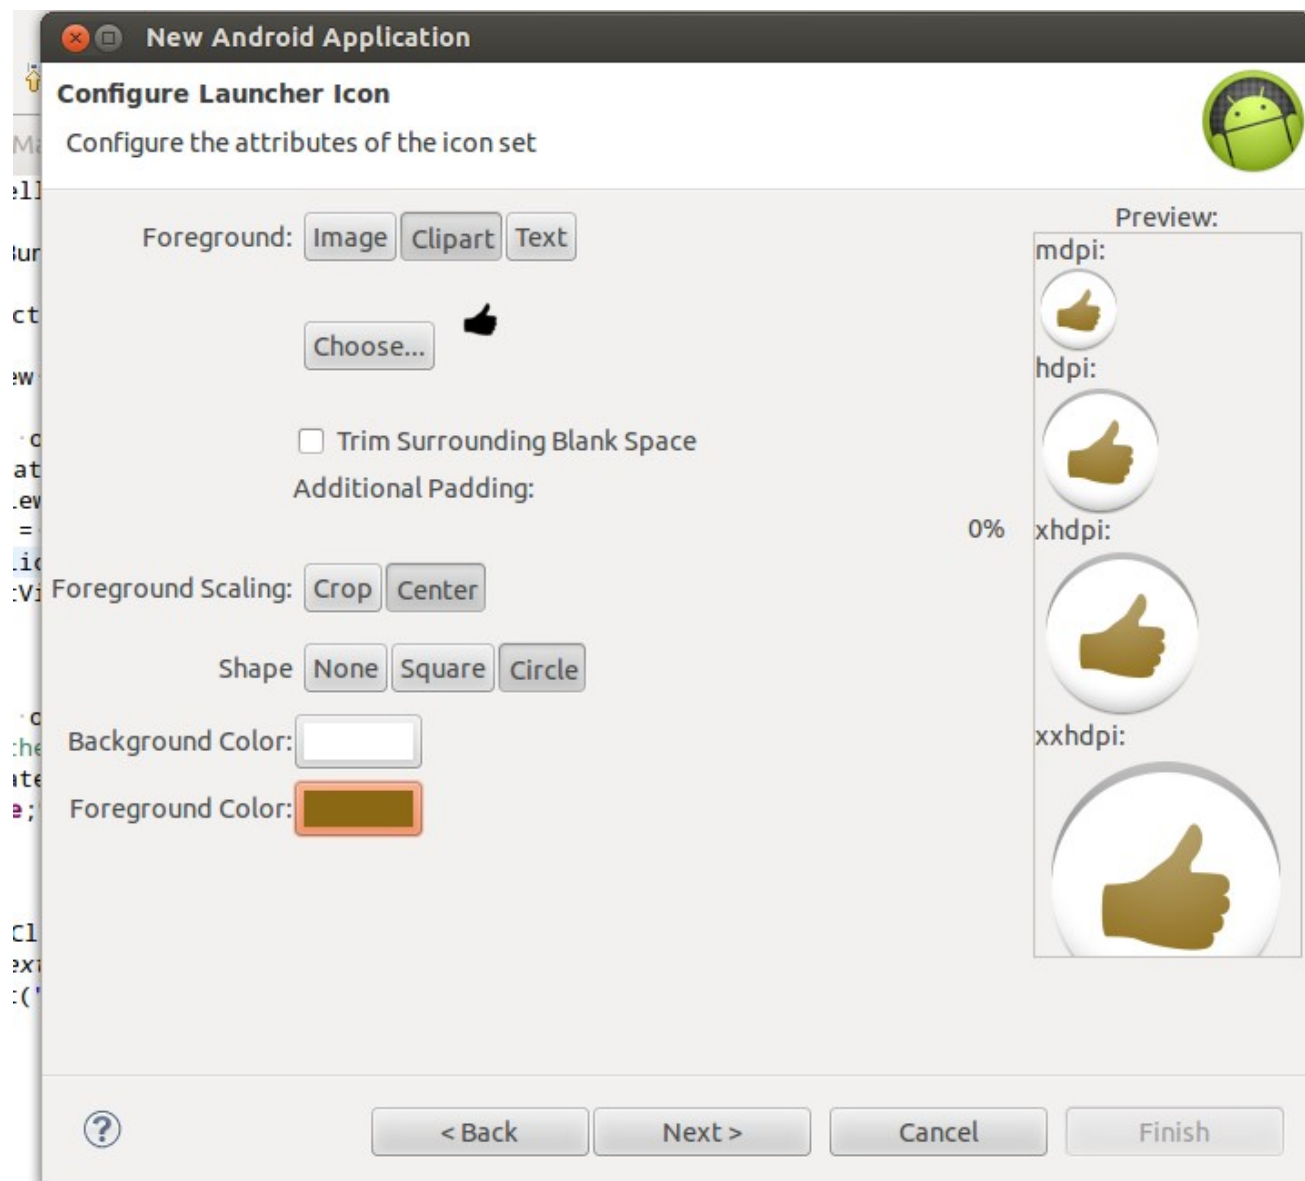 New Android Application
Configure Launcher Icon
Configure the attributes of the icon set
Foreground: Image Clipart Text
Choose...
Trim Surrounding Blank Space
Additional Padding:
0%
Foreground Scaling: Crop Center
Shape None Square Circle
Background Color:
Foreground Color:
Preview:
mdpi:
hdpi:
xhdpi:
xxhdpi:
? < Back Next > Cancel Finish